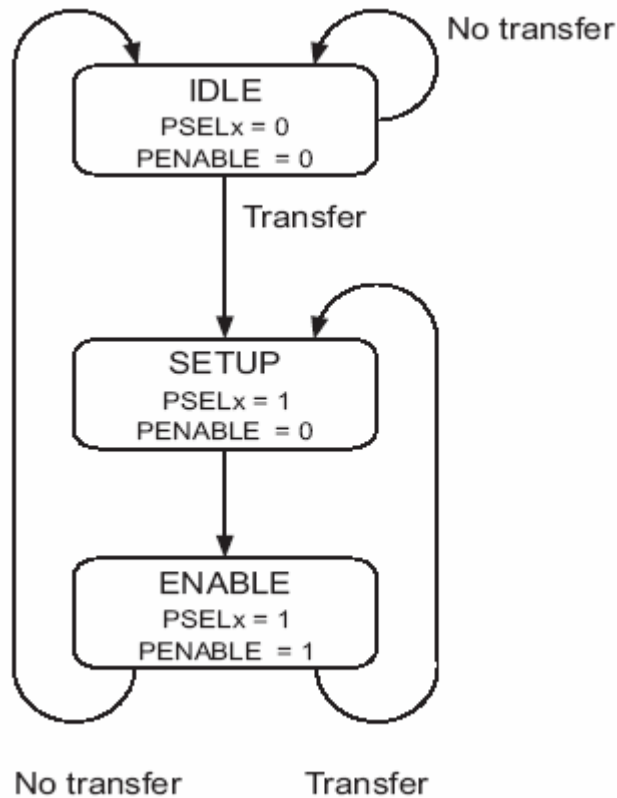 No transfer
IDLE
PSELx = 0
PENABLE = 0
Transfer
SETUP
PSELx = 1
PENABLE = 0
ENABLE
PSELx = 1
PENABLE = 1
No transfer
Transfer